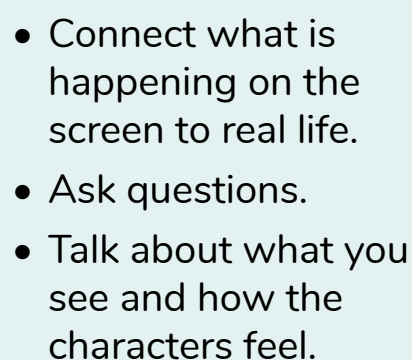 • Connect what is
happening on the
screen to real life.
• Ask questions.
• Talk about what you
see and how the
characters feel.